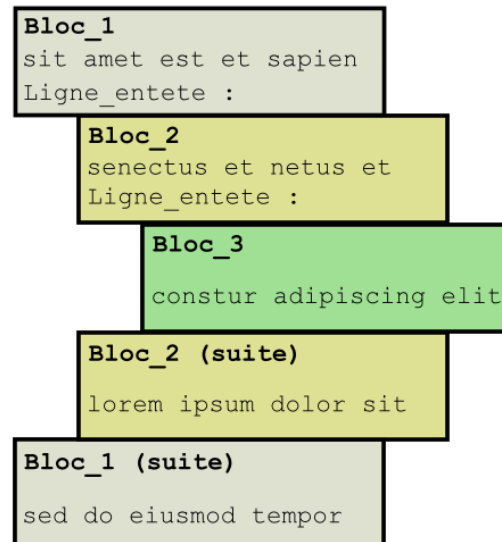 Bloc_1
sit amet est et sapien
Ligne_entete :
Bloc_2
senectus et netus et
Ligne_entete :
Bloc_3
constur adipiscing elit
Bloc_2 (suite)
lorem ipsum dolor sit
Bloc_1 (suite)
sed do eiusmod tempor